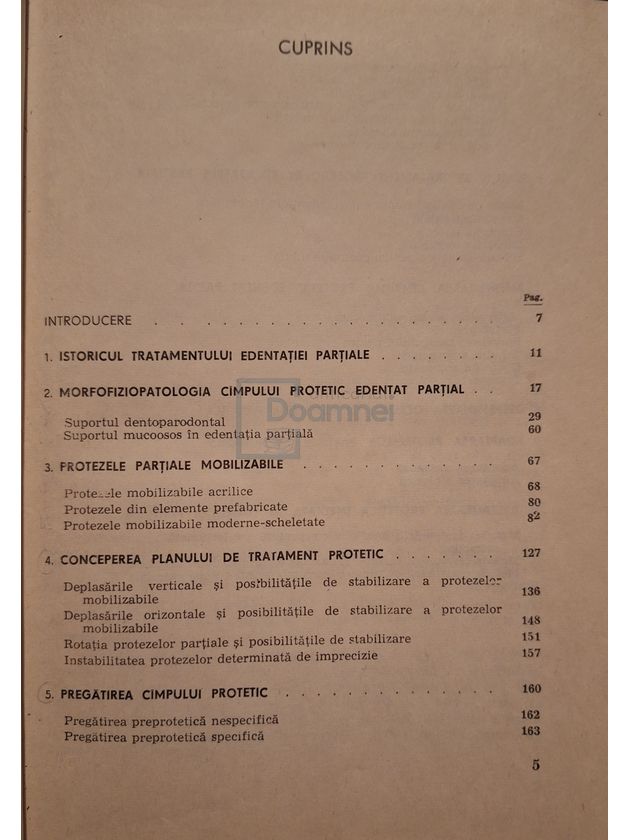 CUPRINS
Pag.
INTRODUCERE . . . . . . . . . . . . . . . 7
1. ISTORICUL TRATAMENTULUI EDENTAȚIEI PARȚIALE . . . . . . . 11
2. MORFOFIZIOPATOLOGIA CÎMPULUI PROTETIC EDENTAT PARȚIAL . . 17
Suportul dentoparodontal 29
Suportul mucoosos în edentația parțială 60
3. PROTEZELE PARȚIALE MOBILIZABILE . . . . . . . . . . . . 67
Protezele mobilizabile acrilice 68
Protezele din elemente prefabricate 80
Protezele mobilizabile moderne-scheletate 82
4. CONCEPEREA PLANULUI DE TRATAMENT PROTETIC . . . . . . 127
Deplasările verticale și posibilitățile de stabilizare a protezelor
mobilizabile 136
Deplasările orizontale și posibilitățile de stabilizare a protezelor
mobilizabile 148
Rotația protezelor parțiale și posibilitățile de stabilizare 151
Instabilitatea protezelor determinată de imprecizie 157
5. PREGĂTIREA CÎMPULUI PROTETIC . . . . . . . . . . . . . 160
Pregătirea preprotetică nespecifică 162
Pregătirea preprotetică specifică 163
5
Doamnei